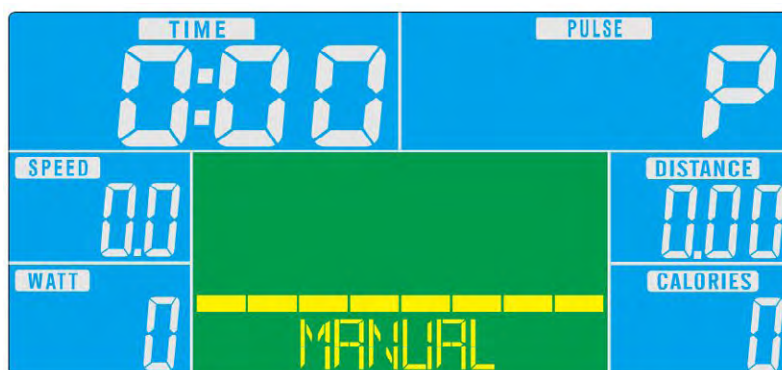 TIME PULSE
0:00 P
SPEED DISTANCE
0.0 0.00
WATT CALORIES
0 0
MANUAL